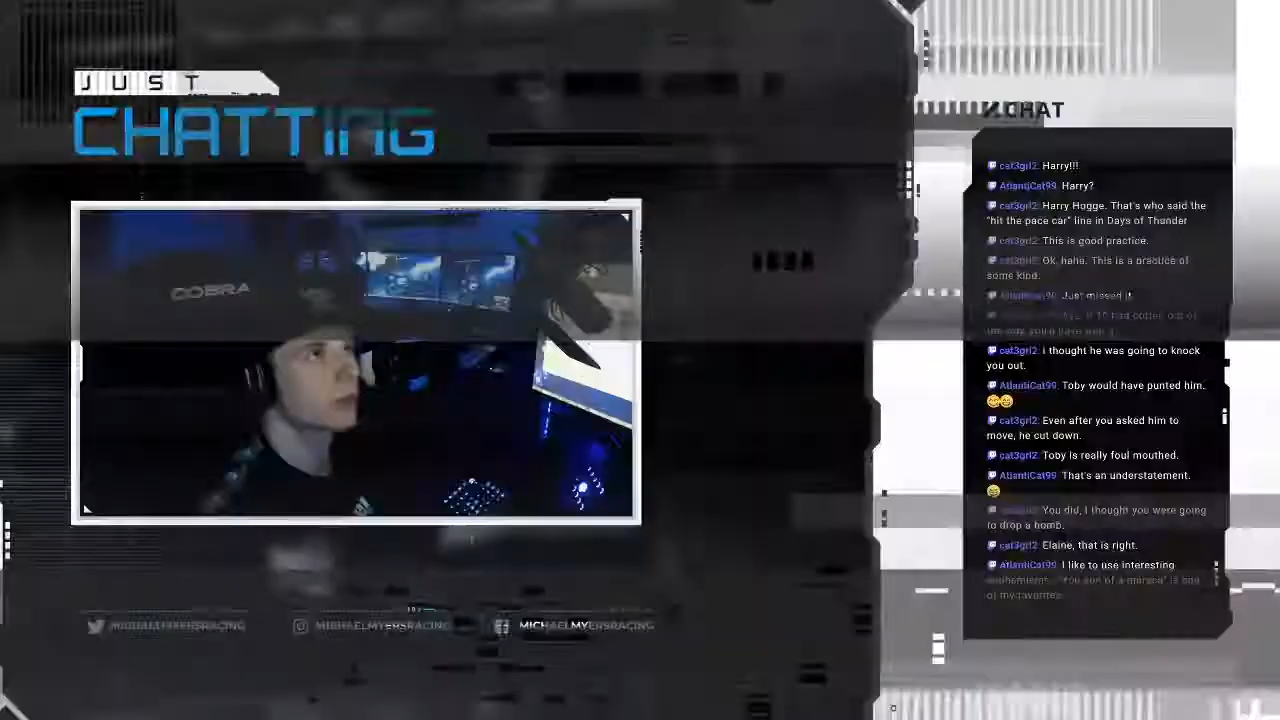 JUST
CHATTING
CHAT
cat3grl2: Harry!!!
AtlantiCat99: Harry?
cat3grl2: Harry Hogge. That's who said the
"hit the pace car" line in Days of Thunder
cat3grl2: This is good practice.
cat3grl2: Ok, haha. This is a practice of
some kind.
AtlantiCat99: Just missed it.
cat3grl2: I thought he was going to knock
you out.
AtlantiCat99: Toby would have punted him.
😁😁
cat3grl2: Even after you asked him to
move, he cut down.
cat3grl2: Toby is really foul mouthed.
AtlantiCat99: That's an understatement.
😁
You did, I thought you were going
to drop a bomb.
cat3grl2: Elaine, that is right.
AtlantiCat99: I like to use interesting
of my favorites.
COBRA
MICHAELMYERSRACING
MICHAELMYERSRACING
MICHAELMYERSRACING